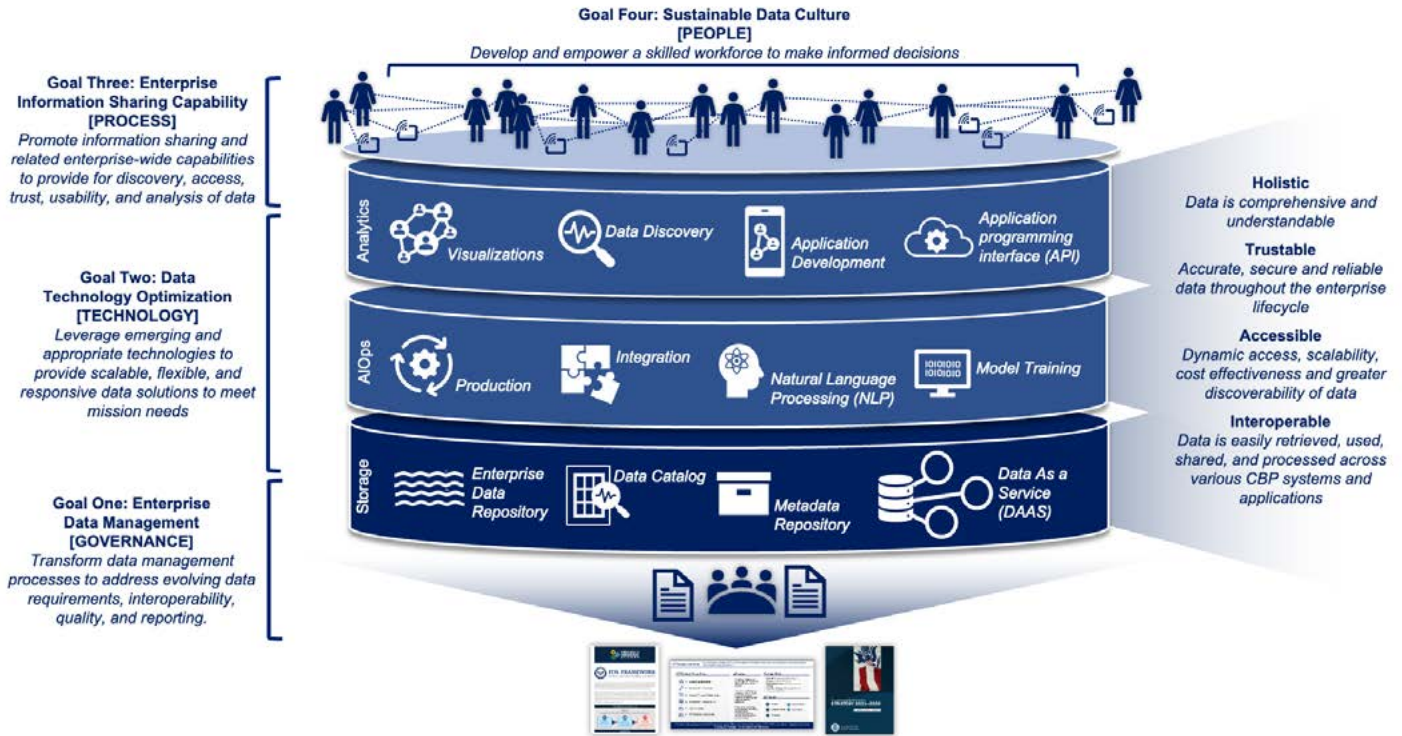 Goal Four: Sustainable Data Culture
[PEOPLE]
Develop and empower a skilled workforce to make informed decisions
Goal Three: Enterprise
Information Sharing Capability
[PROCESS]
Promote information sharing and
related enterprise-wide capabilities
to provide for discovery, access,
trust, usability, and analysis of data
Goal Two: Data
Technology Optimization
[TECHNOLOGY]
Leverage emerging and
appropriate technologies to
provide scalable, flexible, and
responsive data solutions to meet
mission needs
Goal One: Enterprise
Data Management
[GOVERNANCE]
Transform data management
processes to address evolving data
requirements, interoperability,
quality, and reporting.
Analytics
Visualizations
Data Discovery
Application
Development
Application
programming
interface (API)
AIOps
Production
Integration
Natural Language
Processing (NLP)
Model Training
IOIOIOIO
IOIOIOIO
Storage
Enterprise
Data
Repository
Data Catalog
Metadata
Repository
Data As a
Service
(DAAS)
Holistic
Data is comprehensive and
understandable
Trustable
Accurate, secure and reliable
data throughout the enterprise
lifecycle
Accessible
Dynamic access, scalability,
cost effectiveness and greater
discoverability of data
Interoperable
Data is easily retrieved, used,
shared, and processed across
various CBP systems and
applications
FRAMEWORK
STRATEGY 2021-2026